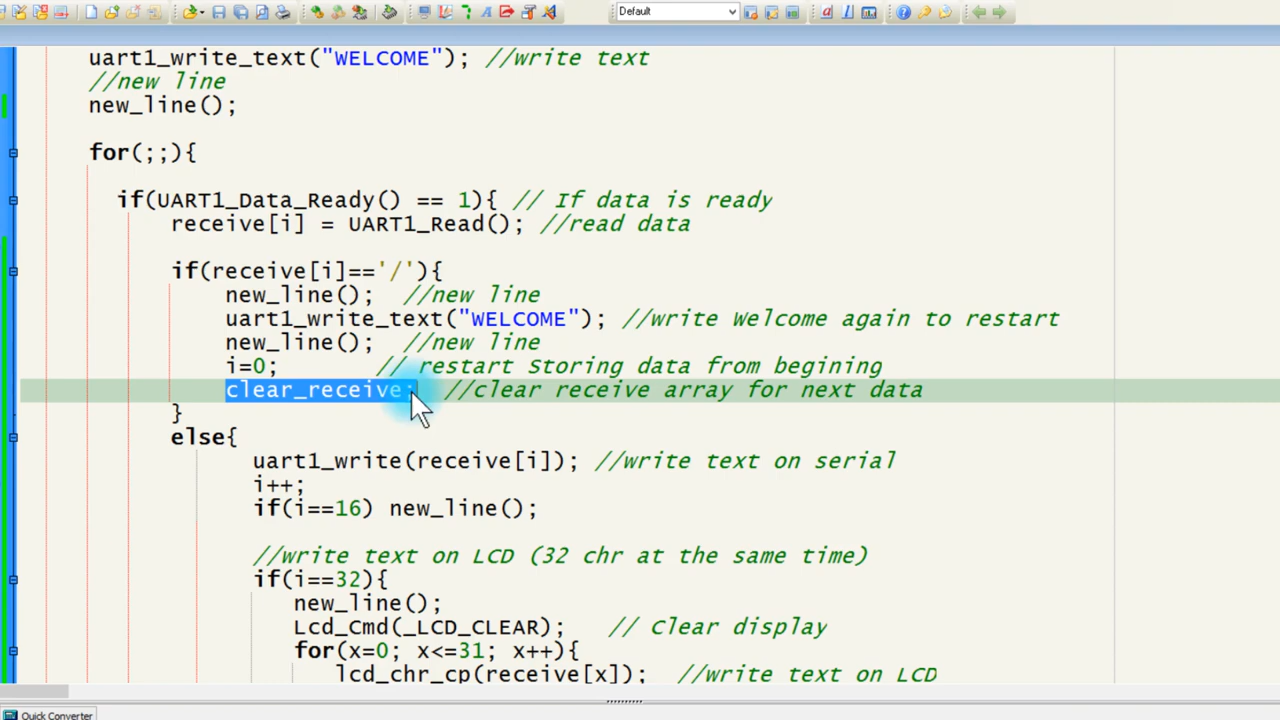 Default
uart1_write_text("WELCOME"); //write text
//new line
new_line();
for(;;){
if(UART1_Data_Ready() == 1){ // If data is ready
receive[i] = UART1_Read(); //read data
if(receive[i]=='/'){
new_line(); //new line
uart1_write_text("WELCOME"); //write Welcome again to restart
new_line(); //new line
i=0; // restart Storing data from begining
clear_receive; //clear receive array for next data
}
else{
uart1_write(receive[i]); //write text on serial
i++;
if(i==16) new_line();
//write text on LCD (32 chr at the same time)
if(i==32){
new_line();
Lcd_Cmd(_LCD_CLEAR); // Clear display
for(x=0; x<=31; x++){
lcd_chr_cp(receive[x]); //write text on LCD
Quick Converter